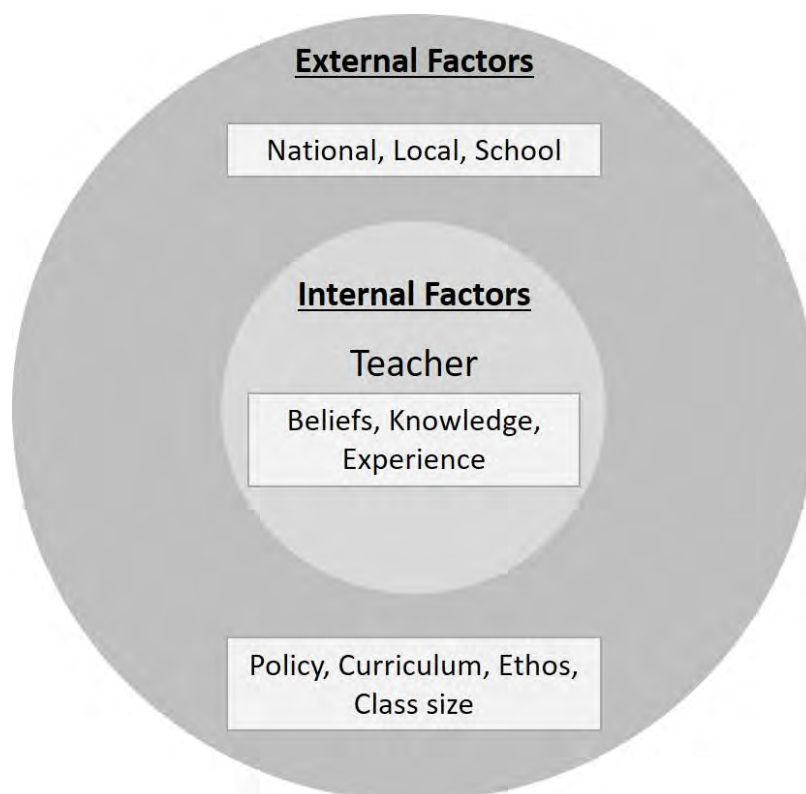 External Factors
National, Local, School
Internal Factors
Teacher
Beliefs, Knowledge,
Experience
Policy, Curriculum, Ethos,
Class size